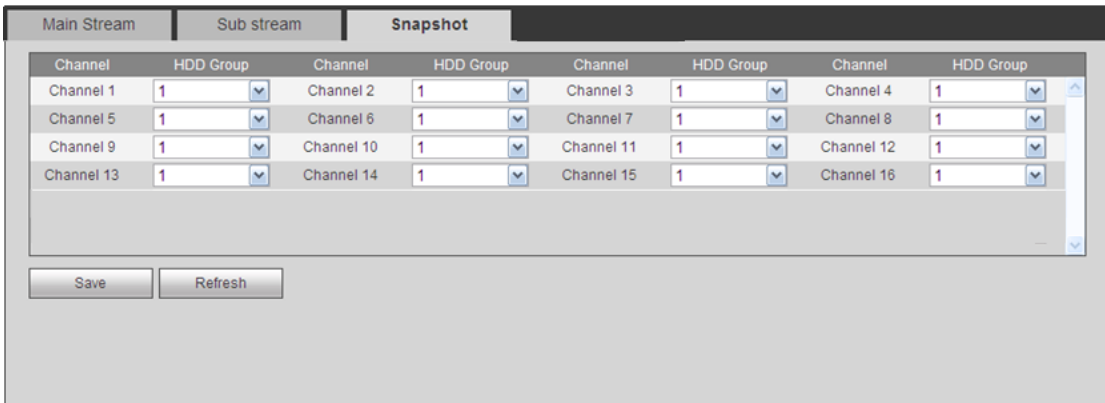 Main Stream Sub stream Snapshot
Channel HDD Group Channel HDD Group Channel HDD Group Channel HDD Group
Channel 1 1 Channel 2 1 Channel 3 1 Channel 4 1
Channel 5 1 Channel 6 1 Channel 7 1 Channel 8 1
Channel 9 1 Channel 10 1 Channel 11 1 Channel 12 1
Channel 13 1 Channel 14 1 Channel 15 1 Channel 16 1
Save Refresh